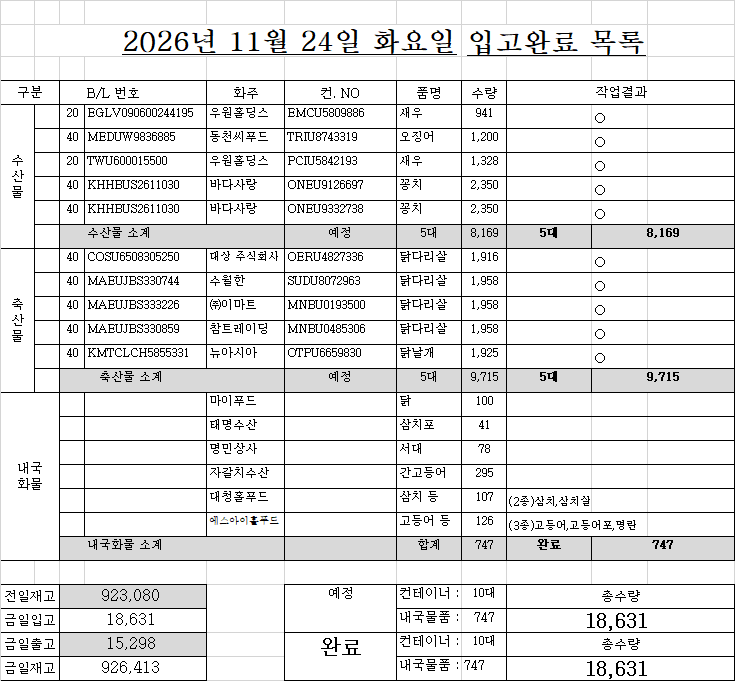 2026년 11월 24일 화요일 입고완료 목록
구분 B/L 번호 화주 컨. NO 품명 수량 작업결과
수산물
20 EGLV090600244195 우원홀딩스 EMCU5809886 새우 941 ○
40 MEDUW9836885 동천씨푸드 TRIU8743319 오징어 1,200 ○
20 TWU600015500 우원홀딩스 PCIU5842193 새우 1,328 ○
40 KHHBUS2611030 바다사랑 ONEU9126697 꽁치 2,350 ○
40 KHHBUS2611030 바다사랑 ONEU9332738 꽁치 2,350 ○
수산물 소계 예정 5대 8,169 5대 8,169
축산물
40 COSU6508305250 대상 주식회사 OERU4827336 닭다리살 1,916 ○
40 MAEUJBS330744 수월한 SUDU8072963 닭다리살 1,958 ○
40 MAEUJBS333226 ㈜이마트 MNBU0193500 닭다리살 1,958 ○
40 MAEUJBS330859 참트레이딩 MNBU0485306 닭다리살 1,958 ○
40 KMTCLCH5855331 뉴아시아 OTPU6659830 닭날개 1,925 ○
축산물 소계 예정 5대 9,715 5대 9,715
내국화물
마이푸드 닭 100
태명수산 삼치포 41
명민상사 서대 78
자갈치수산 간고등어 295
대청홀푸드 삼치 등 107 (2종)삼치,삼치살
에스아이홀푸드 고등어 등 126 (3종)고등어,고등어포,명란
내국화물 소계 합계 747 완료 747
전일재고 923,080 예정 컨테이너 : 10대 총수량
금일입고 18,631 내국물품 : 747 18,631
금일출고 15,298 완료 컨테이너 : 10대 총수량
금일재고 926,413 내국물품 : 747 18,631